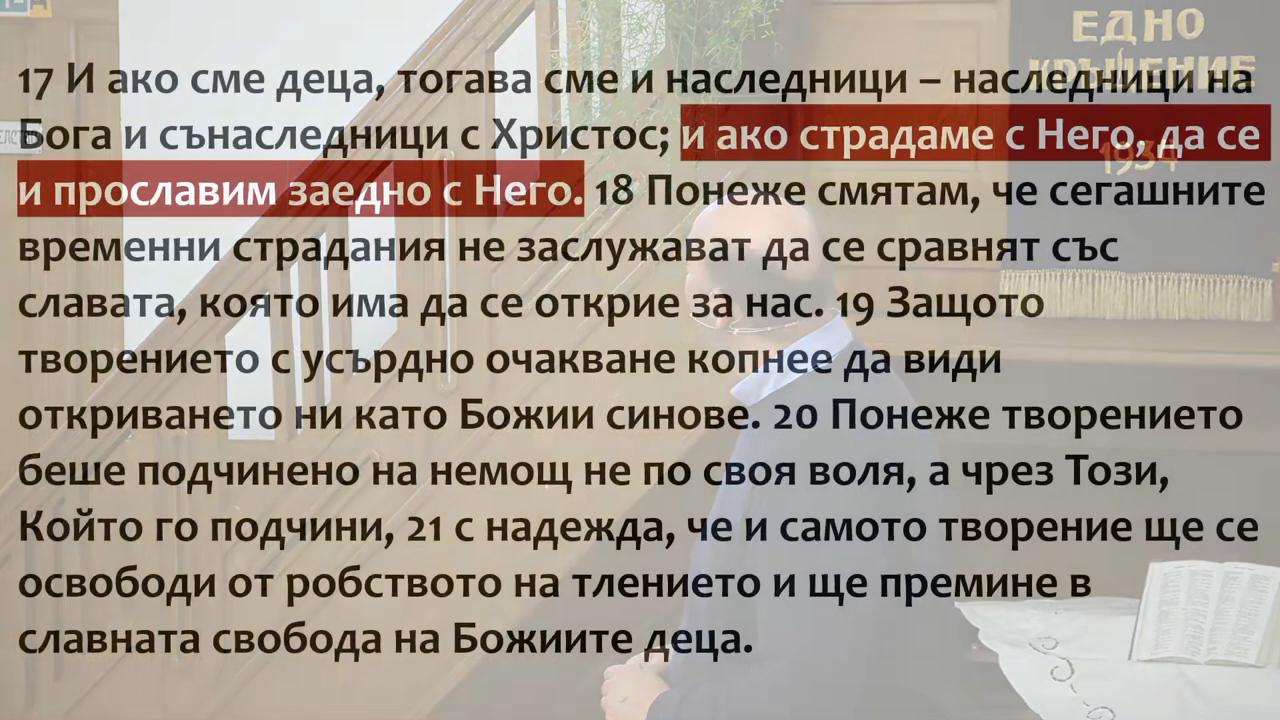 ЕДНО
КРЪЩЕНИЕ
1934
17 И ако сме деца, тогава сме и наследници – наследници на
Бога и сънаследници с Христос; и ако страдаме с Него, да се
и прославим заедно с Него. 18 Понеже смятам, че сегашните
временни страдания не заслужават да се сравнят със
славата, която има да се открие за нас. 19 Защото
творението с усърдно очакване копнее да види
откриването ни като Божии синове. 20 Понеже творението
беше подчинено на немощ не по своя воля, а чрез Този,
Който го подчини, 21 с надежда, че и самото творение ще се
освободи от робството на тлението и ще премине в
славната свобода на Божиите деца.